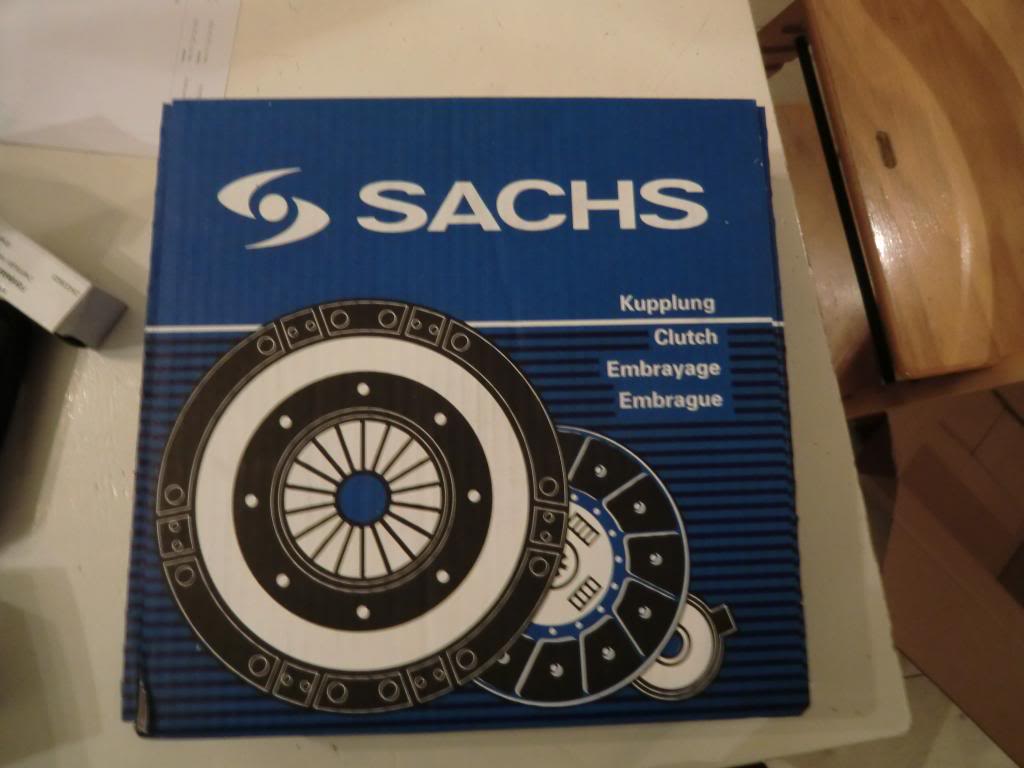 SACHS
Kupplung
Clutch
Embrayage
Embrague